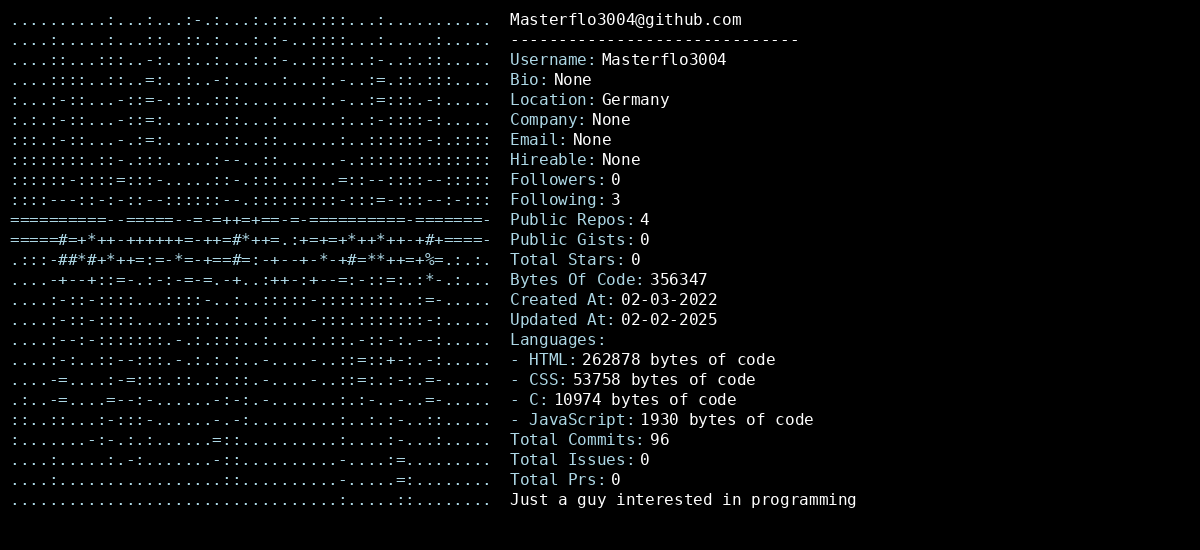 Masterflo3004@github.com
------------------------------
Username: Masterflo3004
Bio: None
Location: Germany
Company: None
Email: None
Hireable: None
Followers: 0
Following: 3
Public Repos: 4
Public Gists: 0
Total Stars: 0
Bytes Of Code: 356347
Created At: 02-03-2022
Updated At: 02-02-2025
Languages:
- HTML: 262878 bytes of code
- CSS: 53758 bytes of code
- C: 10974 bytes of code
- JavaScript: 1930 bytes of code
Total Commits: 96
Total Issues: 0
Total Prs: 0
Just a guy interested in programming